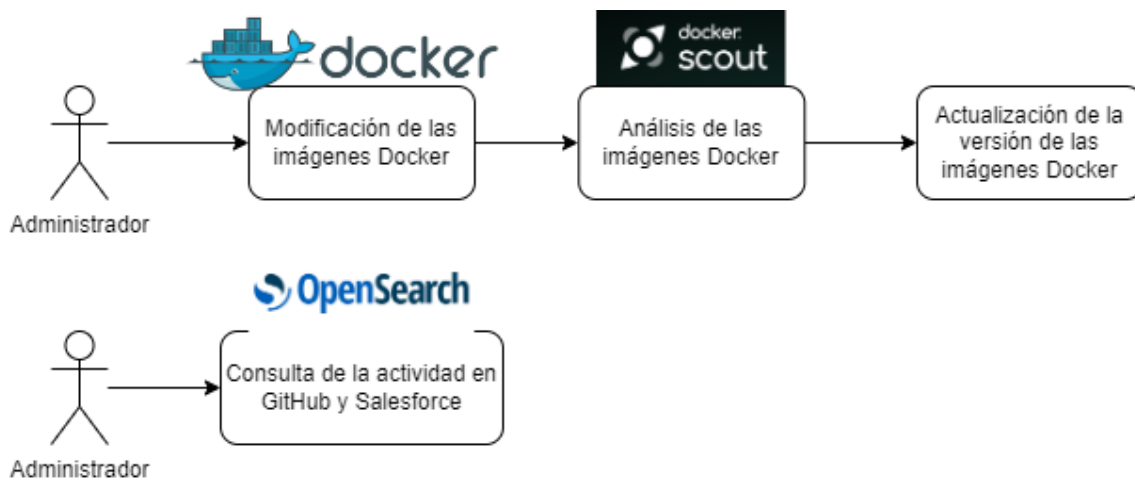 docker
docker
scout
Modificación de las
imágenes Docker
Análisis de las
imágenes Docker
Actualización de la
versión de las
imágenes Docker
Administrador
OpenSearch
Consulta de la actividad en
GitHub y Salesforce
Administrador